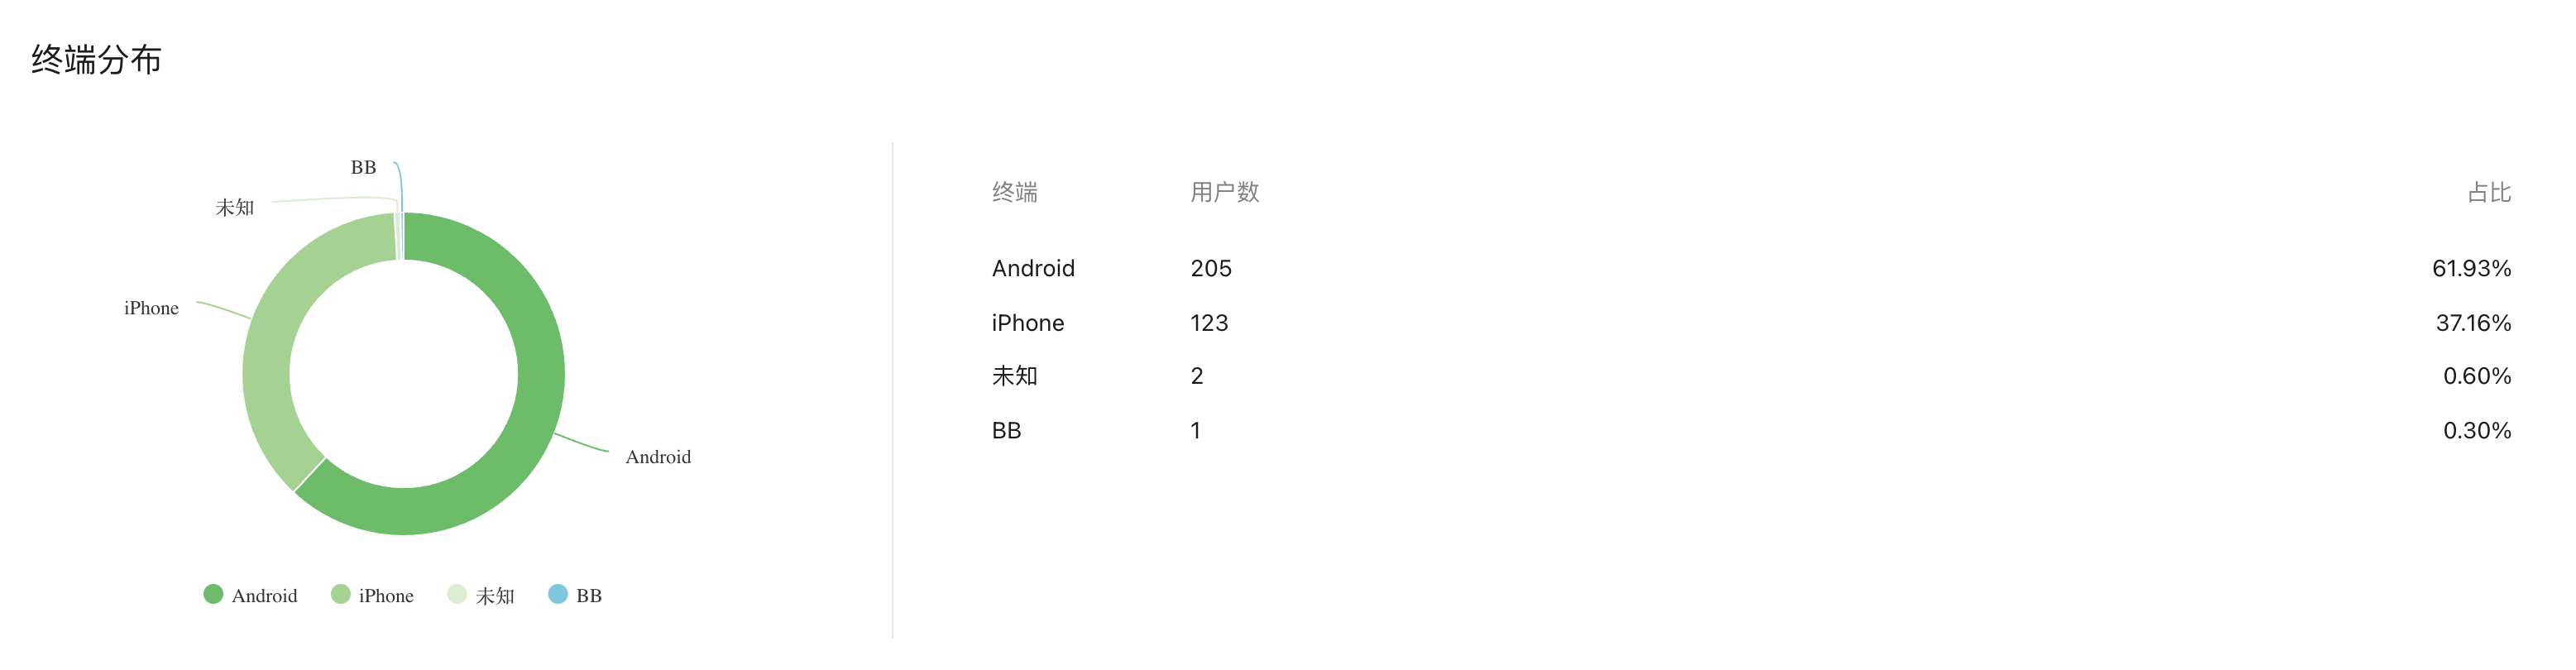 终端分布
BB
未知
iPhone
Android
Android iPhone 未知 BB
终端 用户数 占比
Android 205 61.93%
iPhone 123 37.16%
未知 2 0.60%
BB 1 0.30%